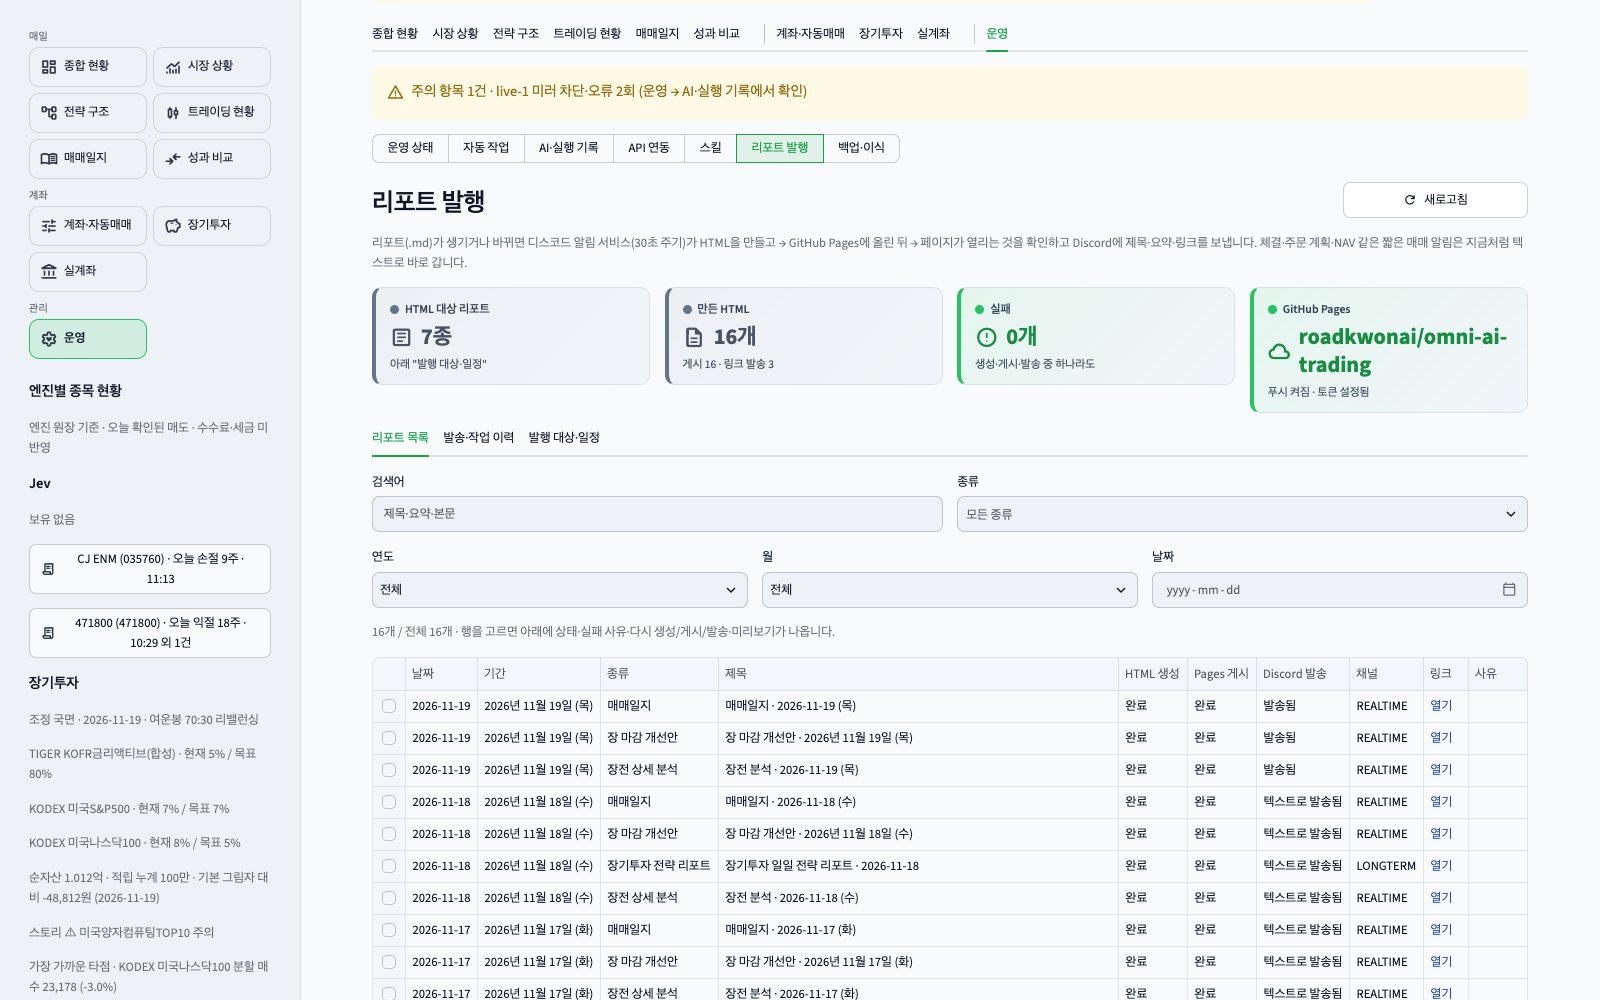 매일
종합 현황
시장 상황
전략 구조
트레이딩 현황
매매일지
성과 비교
계좌
계좌·자동매매
장기투자
실계좌
관리
운영
엔진별 종목 현황
엔진 원장 기준 · 오늘 확인된 매도 · 수수료·세금 미
반영
Jev
보유 없음
CJ ENM (035760) · 오늘 손절 9주 ·
11:13
471800 (471800) · 오늘 익절 18주 ·
10:29 외 1건
장기투자
조정 국면 · 2026-11-19 · 여운봉 70:30 리밸런싱
TIGER KOFR금리액티브(합성) · 현재 5% / 목표
80%
KODEX 미국S&P500 · 현재 7% / 목표 7%
KODEX 미국나스닥100 · 현재 8% / 목표 5%
순자산 1.012억 · 적립 누계 100만 · 기본 그림자 대
비 -48,812원 (2026-11-19)
스토리 ⚠ 미국양자컴퓨팅TOP10 주의
가장 가까운 타점 · KODEX 미국나스닥100 분할 매
수 23,178 (-3.0%)
종합 현황 시장 상황 전략 구조 트레이딩 현황 매매일지 성과 비교 계좌·자동매매 장기투자 실계좌 운영
주의 항목 1건 · live-1 미러 차단·오류 2회 (운영 → AI·실행 기록에서 확인)
운영 상태 자동 작업 AI·실행 기록 API 연동 스킬 리포트 발행 백업·이식
리포트 발행
새로고침
리포트(.md)가 생기거나 바뀌면 디스코드 알림 서비스(30초 주기)가 HTML을 만들고 → GitHub Pages에 올린 뒤 → 페이지가 열리는 것을 확인하고 Discord에 제목·요약·링크를 보냅니다. 체결·주문 계획·NAV 같은 짧은 매매 알림은 지금처럼 텍
스트로 바로 갑니다.
HTML 대상 리포트
7종
아래 "발행 대상·일정"
만든 HTML
16개
게시 16 · 링크 발송 3
실패
0개
생성·게시·발송 중 하나라도
GitHub Pages
roadkwonai/omni-ai-
trading
푸시 켜짐 · 토큰 설정됨
리포트 목록 발송·작업 이력 발행 대상·일정
검색어
제목·요약·본문
종류
모든 종류
연도
전체
월
전체
날짜
yyyy-mm-dd
16개 / 전체 16개 · 행을 고르면 아래에 상태·실패 사유·다시 생성/게시/발송·미리보기가 나옵니다.
날짜 기간 종류 제목 HTML 생성 Pages 게시 Discord 발송 채널 링크 사유
2026-11-19 2026년 11월 19일 (목) 매매일지 매매일지 · 2026-11-19 (목) 완료 완료 발송됨 REALTIME 열기
2026-11-19 2026년 11월 19일 (목) 장 마감 개선안 장 마감 개선안 · 2026년 11월 19일 (목) 완료 완료 발송됨 REALTIME 열기
2026-11-19 2026년 11월 19일 (목) 장전 상세 분석 장전 분석 · 2026-11-19 (목) 완료 완료 발송됨 REALTIME 열기
2026-11-18 2026년 11월 18일 (수) 매매일지 매매일지 · 2026-11-18 (수) 완료 완료 텍스트로 발송됨 REALTIME 열기
2026-11-18 2026년 11월 18일 (수) 장 마감 개선안 장 마감 개선안 · 2026년 11월 18일 (수) 완료 완료 텍스트로 발송됨 REALTIME 열기
2026-11-18 2026년 11월 18일 (수) 장기투자 전략 리포트 장기투자 일일 전략 리포트 · 2026-11-18 완료 완료 텍스트로 발송됨 LONGTERM 열기
2026-11-18 2026년 11월 18일 (수) 장전 상세 분석 장전 분석 · 2026-11-18 (수) 완료 완료 텍스트로 발송됨 REALTIME 열기
2026-11-17 2026년 11월 17일 (화) 매매일지 매매일지 · 2026-11-17 (화) 완료 완료 텍스트로 발송됨 REALTIME 열기
2026-11-17 2026년 11월 17일 (화) 장 마감 개선안 장 마감 개선안 · 2026년 11월 17일 (화) 완료 완료 텍스트로 발송됨 REALTIME 열기
2026-11-17 2026년 11월 17일 (화) 장전 상세 분석 장전 분석 · 2026-11-17 (화) 완료 완료 텍스트로 발송됨 REALTIME 열기